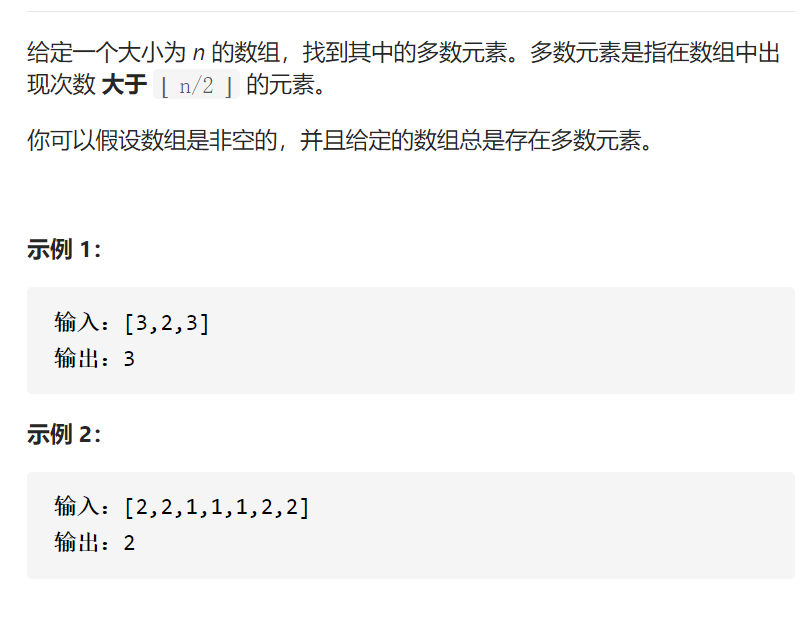 给定一个大小为 n 的数组，找到其中的多数元素。多数元素是指在数组中出
现次数 大于 ⌊ n/2 ⌋ 的元素。
你可以假设数组是非空的，并且给定的数组总是存在多数元素。
示例 1：
输入：[3,2,3]
输出：3
示例 2：
输入：[2,2,1,1,1,2,2]
输出：2